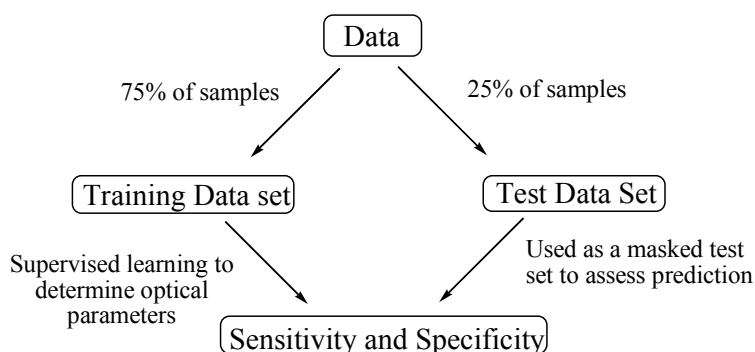 Data
75% of samples
25% of samples
Training Data set
Test Data Set
Supervised learning to
determine optical
parameters
Used as a masked test
set to assess prediction
Sensitivity and Specificity